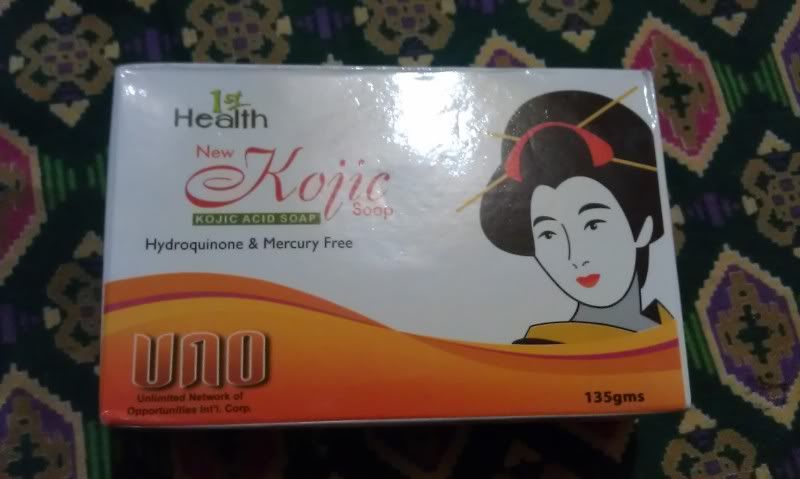 1st
Health
New
Kojic
Soap
KOJIC ACID SOAP
Hydroquinone & Mercury Free
UNO
Unlimited Network of
Opportunities Int'l. Corp.
135gms